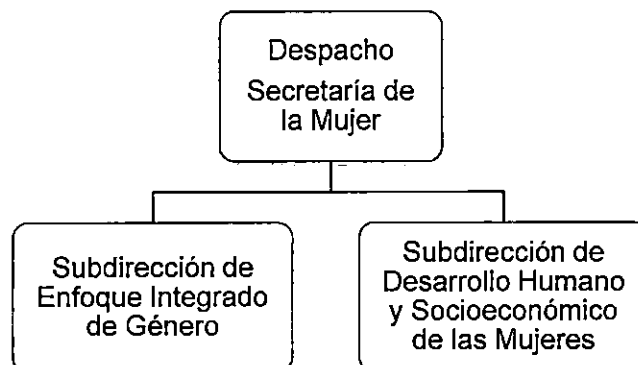 Despacho
Secretaría de
la Mujer
Subdirección de
Enfoque Integrado
de Género
Subdirección de
Desarrollo Humano
y Socioeconómico
de las Mujeres